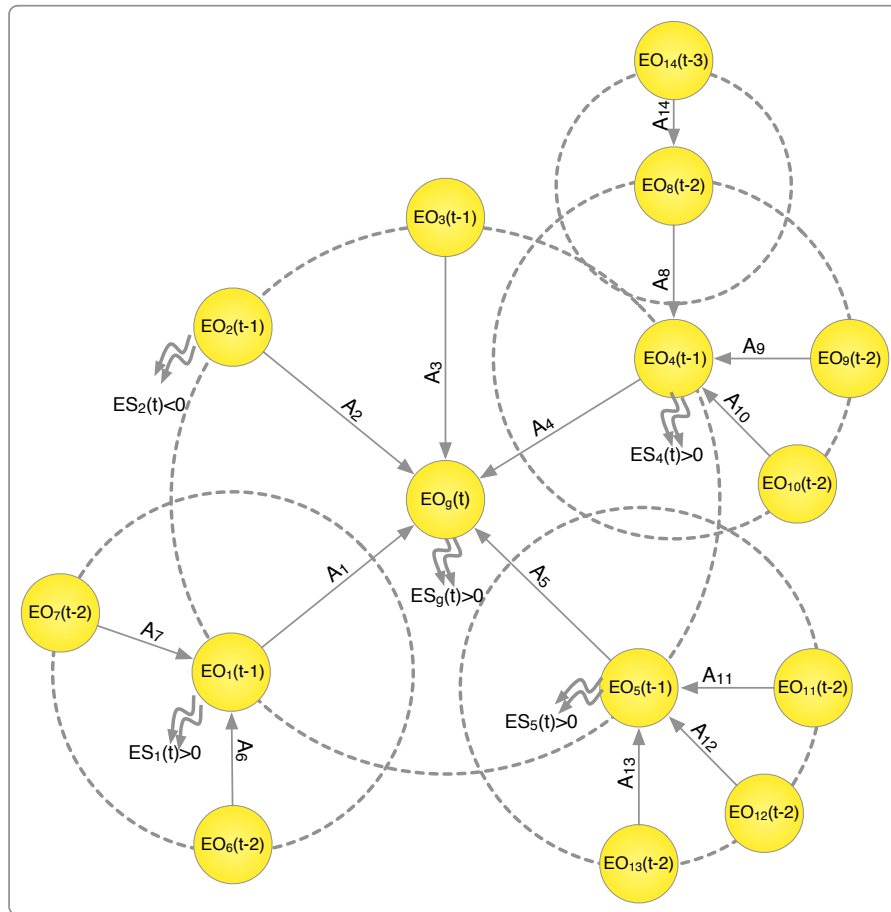 EO₁₄(t-3)
A₁₄
EO₈(t-2)
EO₃(t-1)
A₈
EO₂(t-1)
EO₄(t-1)
A₉
EO₉(t-2)
A₃
ES₂(t)<0
A₂
A₄
A₁₀
ES₄(t)>0
EO₁₀(t-2)
EO₉(t)
A₁
A₅
ES₉(t)>0
EO₇(t-2)
A₇
EO₁(t-1)
EO₅(t-1)
A₁₁
EO₁₁(t-2)
ES₅(t)>0
ES₁(t)>0
A₆
A₁₂
A₁₃
EO₁₂(t-2)
EO₆(t-2)
EO₁₃(t-2)